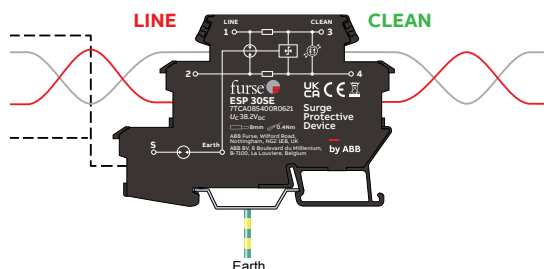 LINE
CLEAN
LINE
CLEAN
1
3
2
4
furse
ESP 30SE
7TCA085400R0621
Uc 38.2VDC
8mm
0.4Nm
ABB Furse, Wilford Road,
Nottingham, NG2 1EB, UK
ABB BV, 8 Boulevard du Millenium,
B-7100, La Louviere, Belgium
UK
CA
CE
Surge
Protective
Device
by ABB
S
Earth
Earth